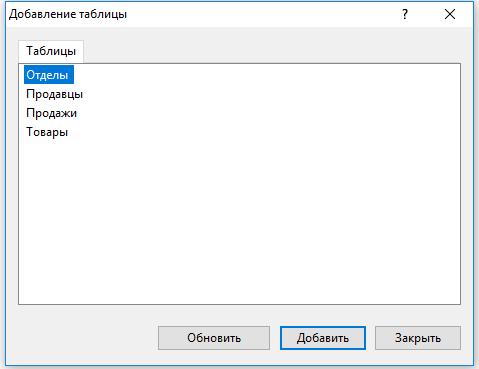 Добавление таблицы ?
Таблицы
Отделы
Продавцы
Продажи
Товары
Обновить Добавить Закрыть